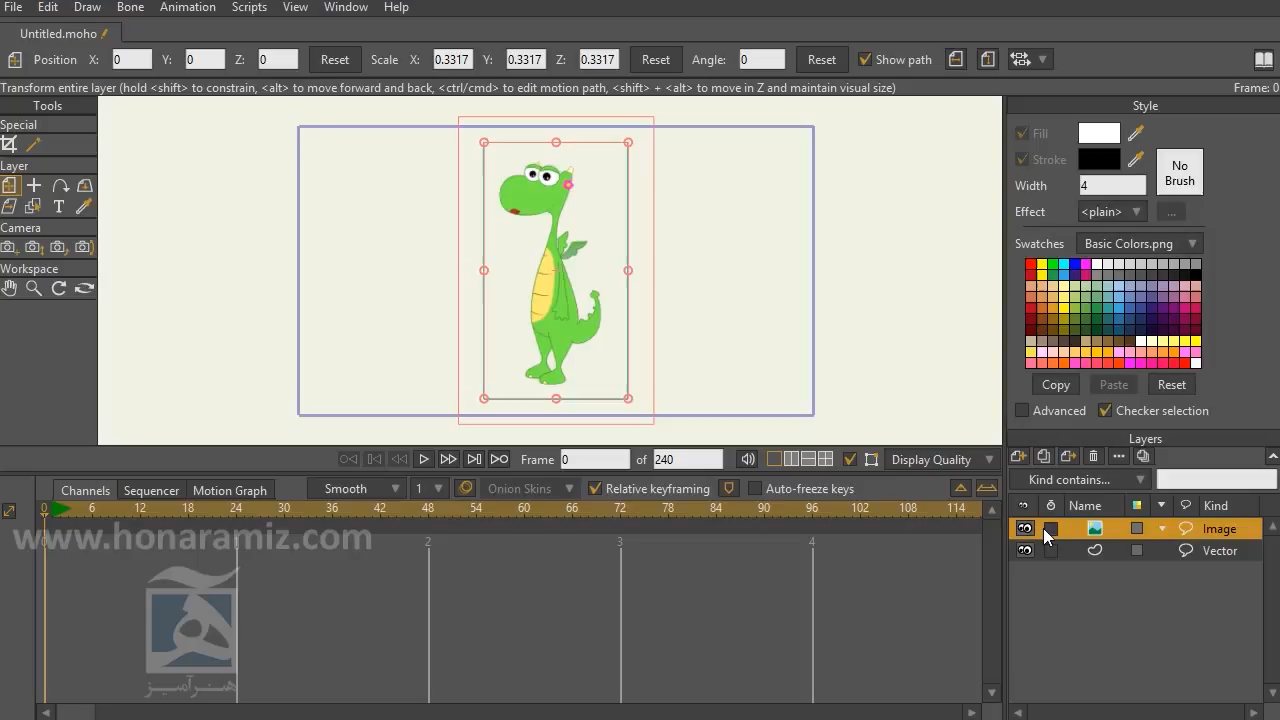 File Edit Draw Bone Animation Scripts View Window Help
Untitled.moho
Position X: 0 Y: 0 Z: 0 Reset Scale X: 0.3317 Y: 0.3317 Z: 0.3317 Reset Angle: 0 Reset Show path
Transform entire layer (hold <shift> to constrain, <alt> to move forward and back, <ctrl/cmd> to edit motion path, <shift> + <alt> to move in Z and maintain visual size) Frame: 0
Tools
Special
Layer
T
Camera
Workspace
Style
Fill
Stroke
No
Brush
Width 4
Effect <plain> ...
Swatches Basic Colors.png
Copy Paste Reset
Advanced Checker selection
Frame 0 of 240 Display Quality
Channels Sequencer Motion Graph Smooth 1 Onion Skins Relative keyframing Auto-freeze keys
0 6 12 18 24 30 36 42 48 54 60 66 72 78 84 90 96 102 108 114
0 1 2 3 4
www.honaramiz.com
هنرآمیز
Layers
Kind contains...
Name Kind
Image
Vector